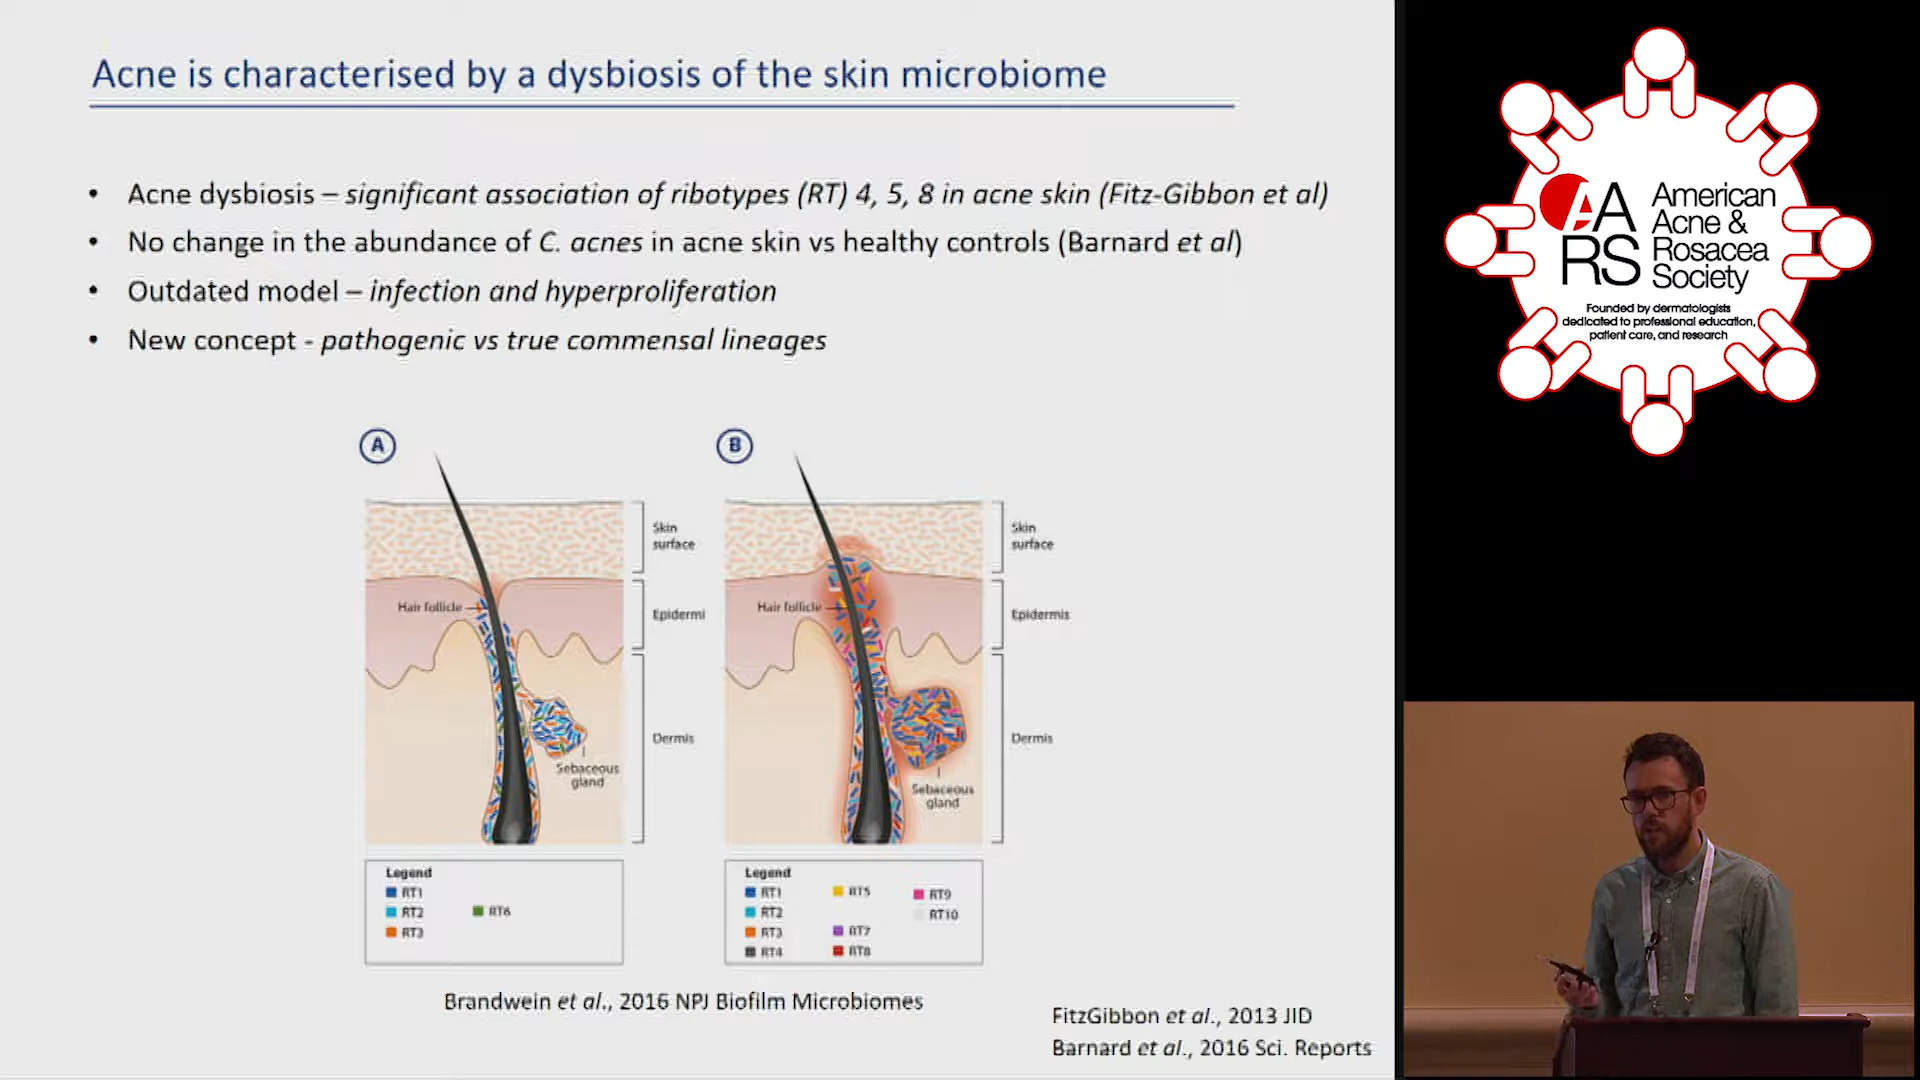 Acne is characterised by a dysbiosis of the skin microbiome
• Acne dysbiosis – significant association of ribotypes (RT) 4, 5, 8 in acne skin (Fitz-Gibbon et al)
• No change in the abundance of C. acnes in acne skin vs healthy controls (Barnard et al)
• Outdated model – infection and hyperproliferation
• New concept - pathogenic vs true commensal lineages
A
Skin
surface
Hair follicle
Epidermi
Dermis
Sebaceous
gland
Legend
RT1
RT2
RT3
RT6
B
Skin
surface
Hair follicle
Epidermis
Dermis
Sebaceous
gland
Legend
RT1
RT2
RT3
RT4
RT5
RT7
RT8
RT9
RT10
Brandwein et al., 2016 NPJ Biofilm Microbiomes
FitzGibbon et al., 2013 JID
Barnard et al., 2016 Sci. Reports
AARS
American
Acne &
Rosacea
Society
Founded by dermatologists
dedicated to professional education,
patient care, and research